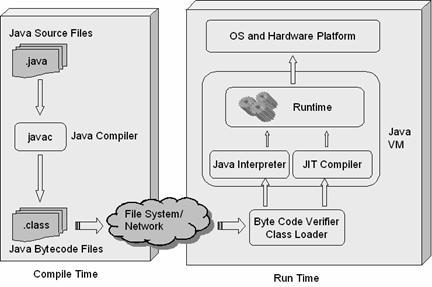 Java Source Files
.java
javac
Java Compiler
.class
Java Bytecode Files
Compile Time
File System/
Network
OS and Hardware Platform
Runtime
Java
VM
Java Interpreter
JIT Compiler
Byte Code Verifier
Class Loader
Run Time